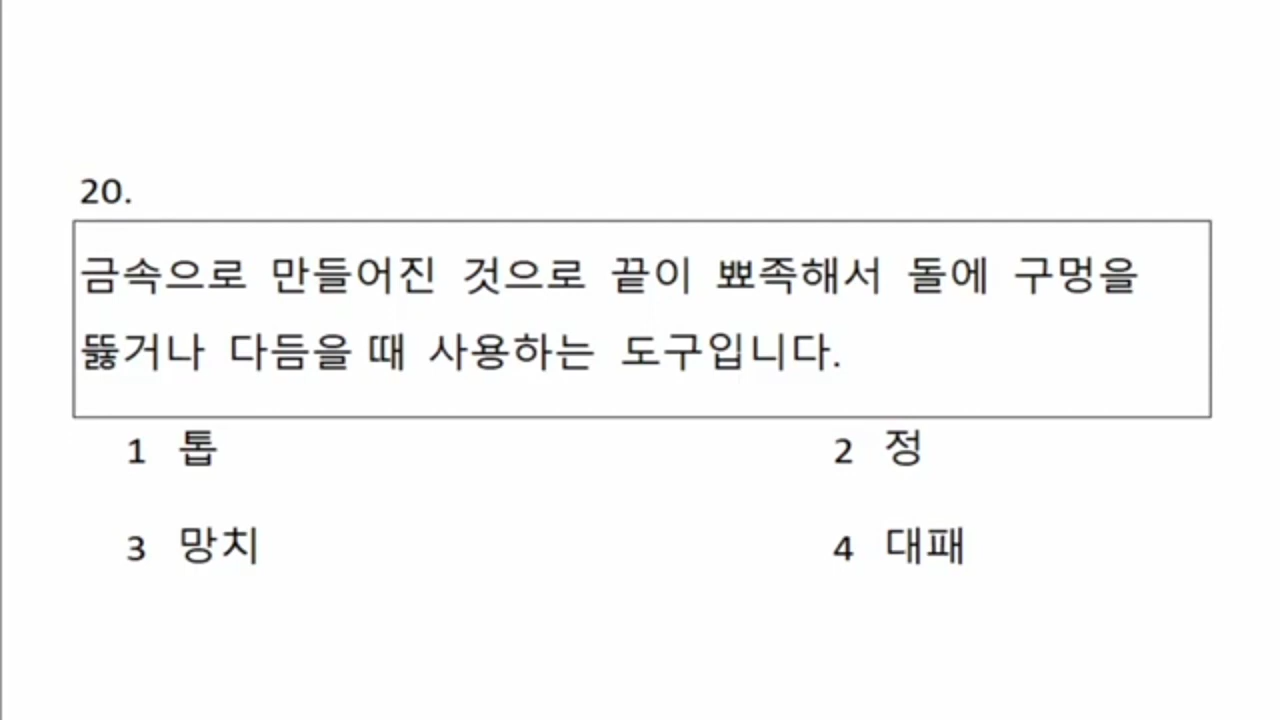 20.
금속으로 만들어진 것으로 끝이 뾰족해서 돌에 구멍을
뚫거나 다듬을 때 사용하는 도구입니다.
1 톱 2 정
3 망치 4 대패